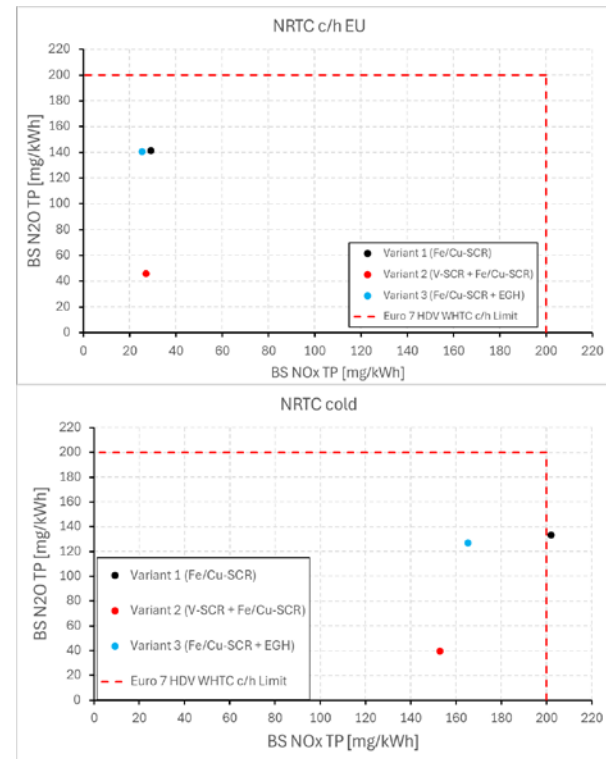 NRTC c/h EU
220
200
180
160
140
120
100
80
60
40
20
0
BS N2O TP [mg/kWh]
Variant 1 (Fe/Cu-SCR)
Variant 2 (V-SCR + Fe/Cu-SCR)
Variant 3 (Fe/Cu-SCR + EGH)
Euro 7 HDV WHTC c/h Limit
0 20 40 60 80 100 120 140 160 180 200 220
BS NOx TP [mg/kWh]
NRTC cold
220
200
180
160
140
120
100
80
60
40
20
0
BS N2O TP [mg/kWh]
Variant 1 (Fe/Cu-SCR)
Variant 2 (V-SCR + Fe/Cu-SCR)
Variant 3 (Fe/Cu-SCR + EGH)
Euro 7 HDV WHTC c/h Limit
0 20 40 60 80 100 120 140 160 180 200 220
BS NOx TP [mg/kWh]